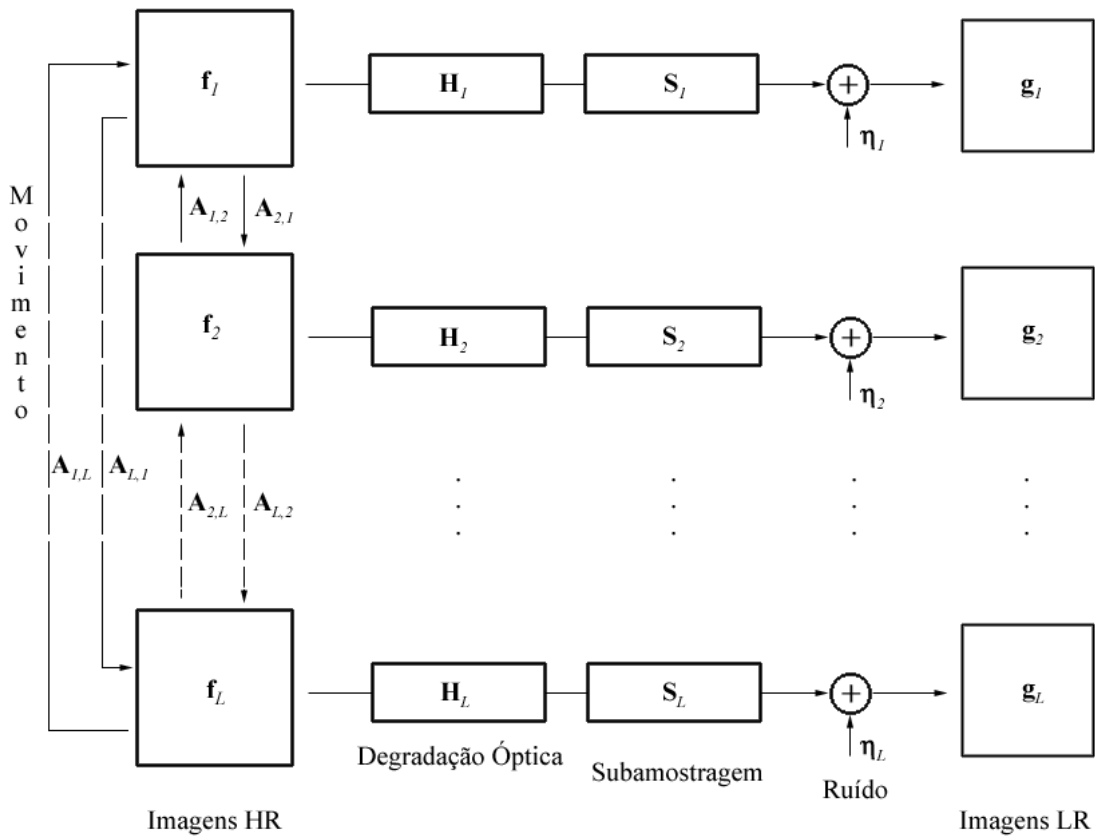 f1 H1 S1 + g1
η1
Movimento
A1,2 A2,1
f2 H2 S2 + g2
η2
A1,L AL,1 A2,L AL,2
fL HL SL + gL
ηL
Degradação Óptica Subamostragem Ruído
Imagens HR Imagens LR